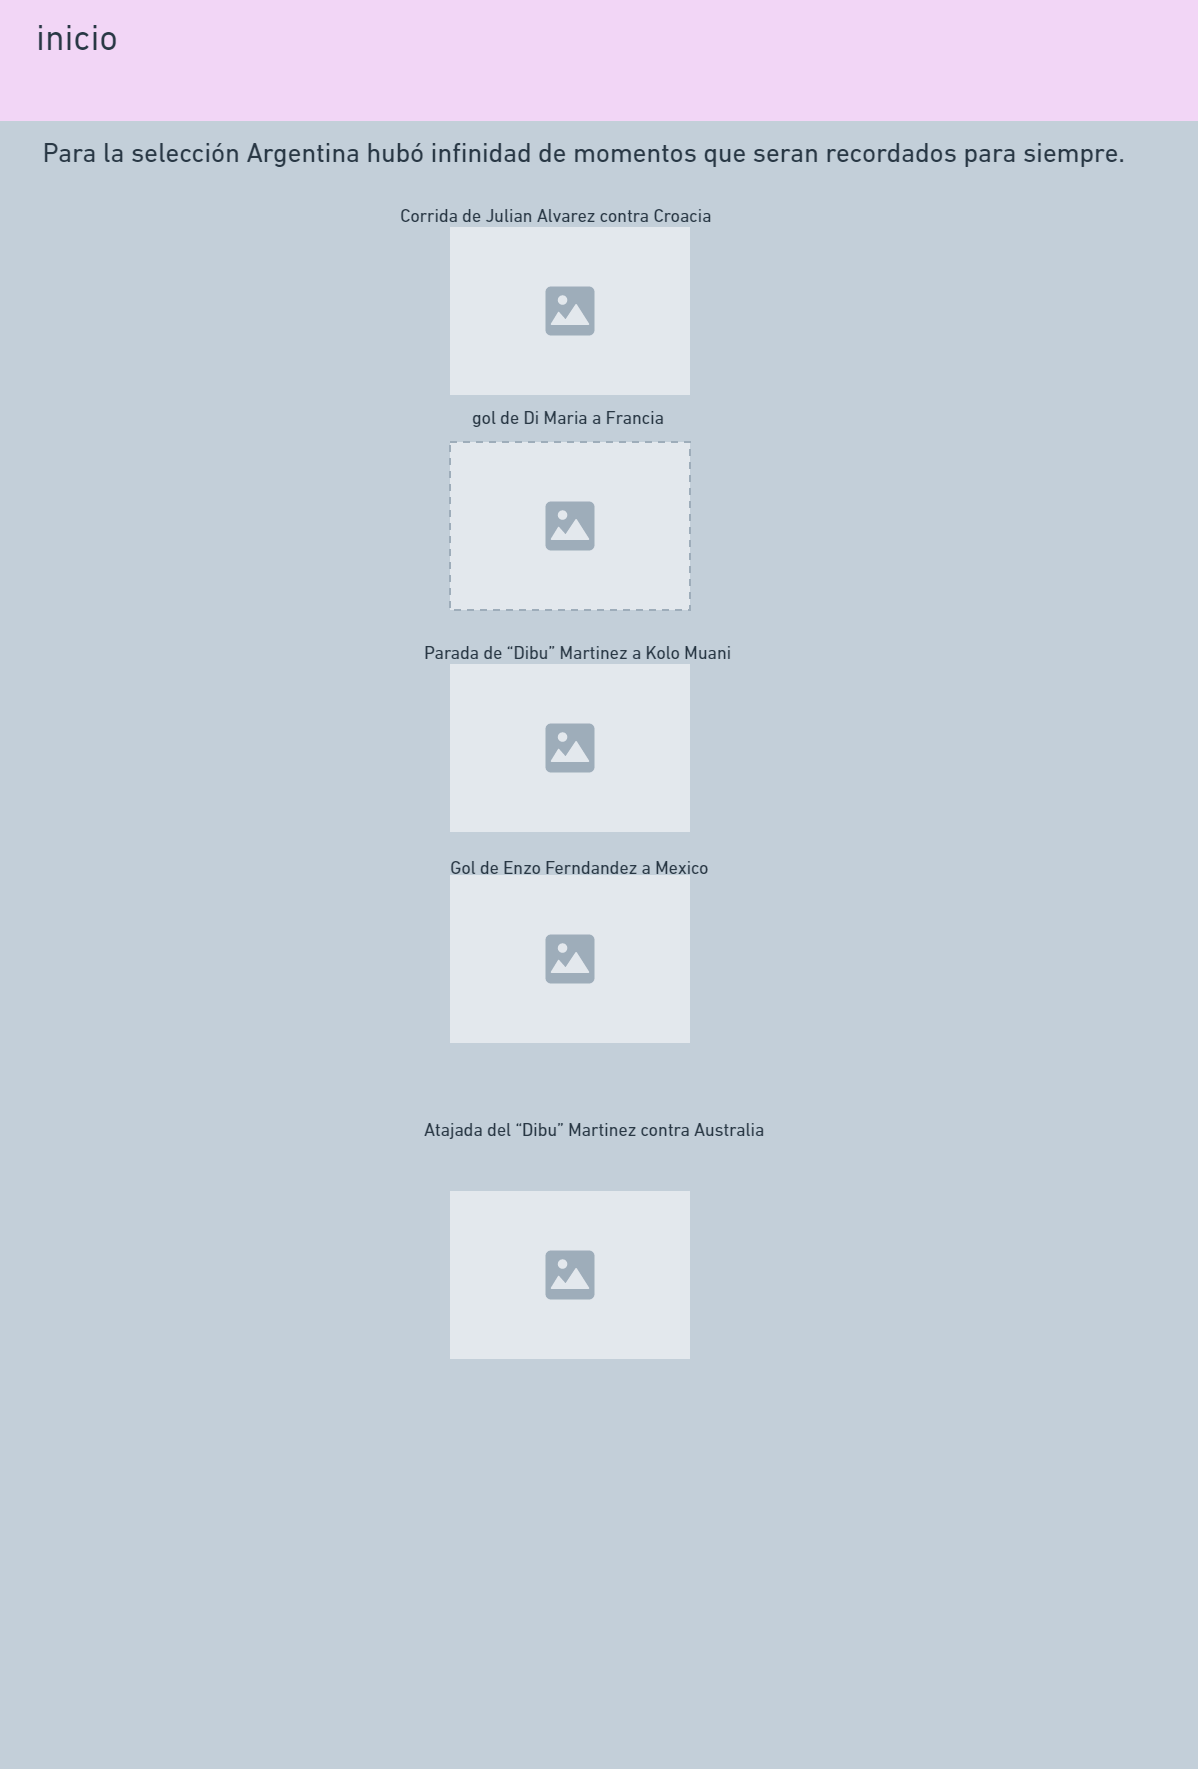 inicio
Para la selección Argentina hubó infinidad de momentos que seran recordados para siempre.
Corrida de Julian Alvarez contra Croacia
gol de Di Maria a Francia
Parada de “Dibu” Martinez a Kolo Muani
Gol de Enzo Ferndandez a Mexico
Atajada del “Dibu” Martinez contra Australia